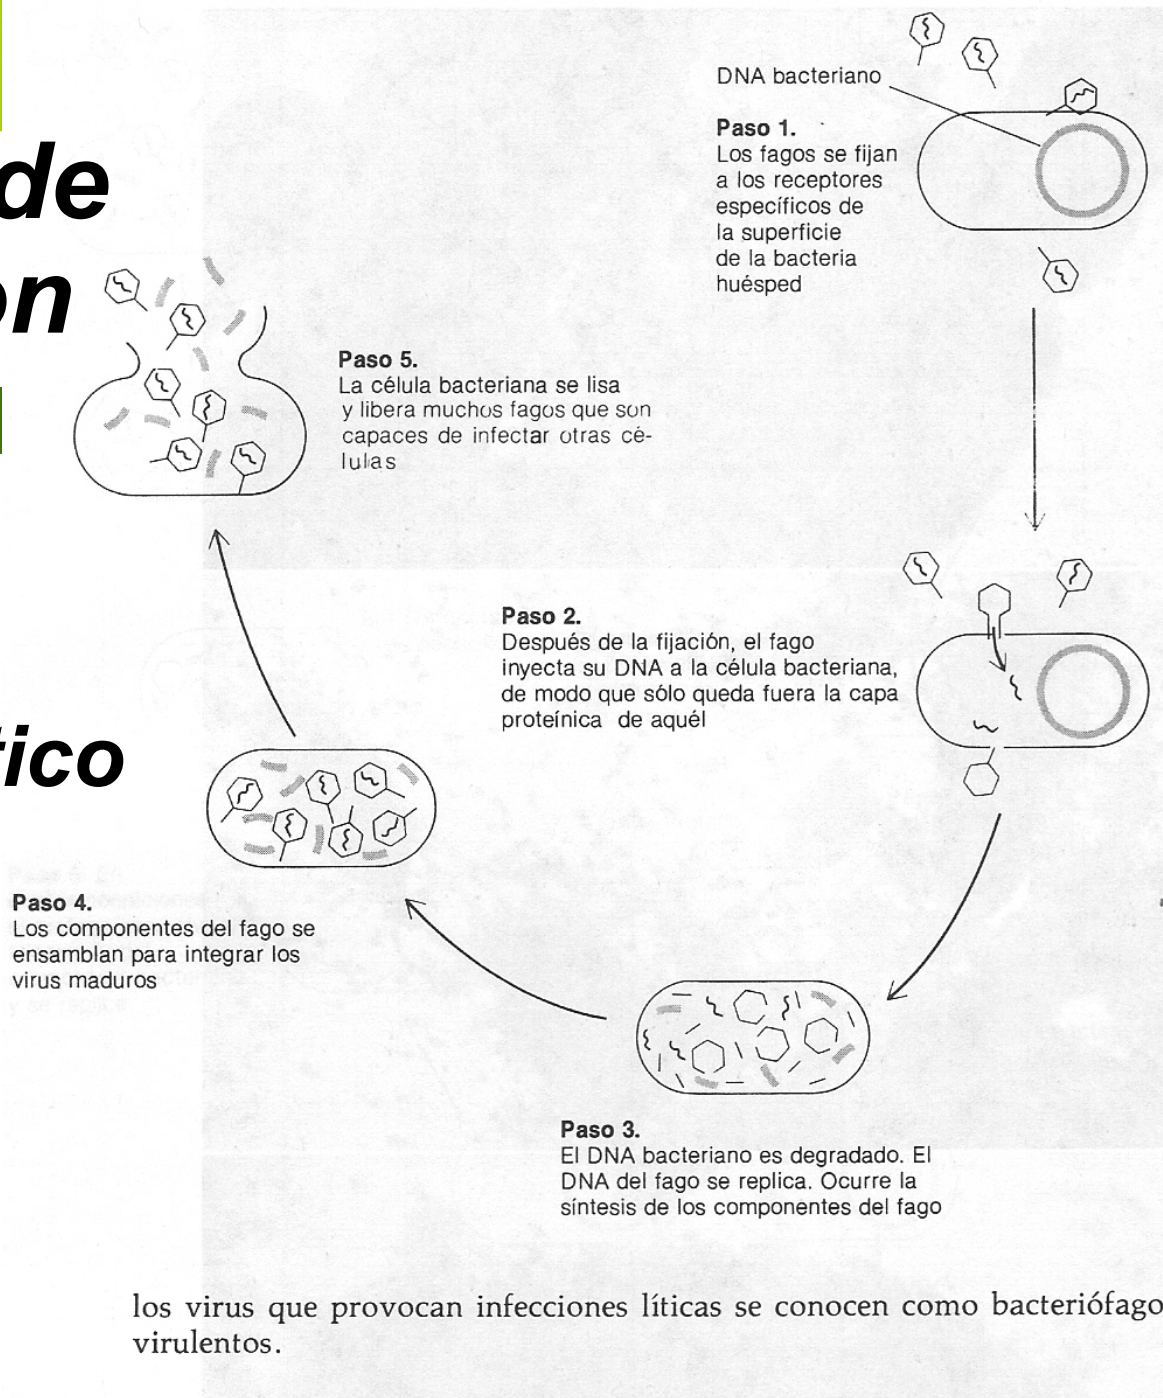 de
on
tico
DNA bacteriano
Paso 1.
Los fagos se fijan
a los receptores
específicos de
la superficie
de la bacteria
huésped
Paso 5.
La célula bacteriana se lisa
y libera muchos fagos que son
capaces de infectar otras cé-
lulas
Paso 2.
Después de la fijación, el fago
inyecta su DNA a la célula bacteriana,
de modo que sólo queda fuera la capa
proteínica de aquél
Paso 4.
Los componentes del fago se
ensamblan para integrar los
virus maduros
Paso 3.
El DNA bacteriano es degradado. El
DNA del fago se replica. Ocurre la
síntesis de los componentes del fago
los virus que provocan infecciones líticas se conocen como bacteriófago
virulentos.